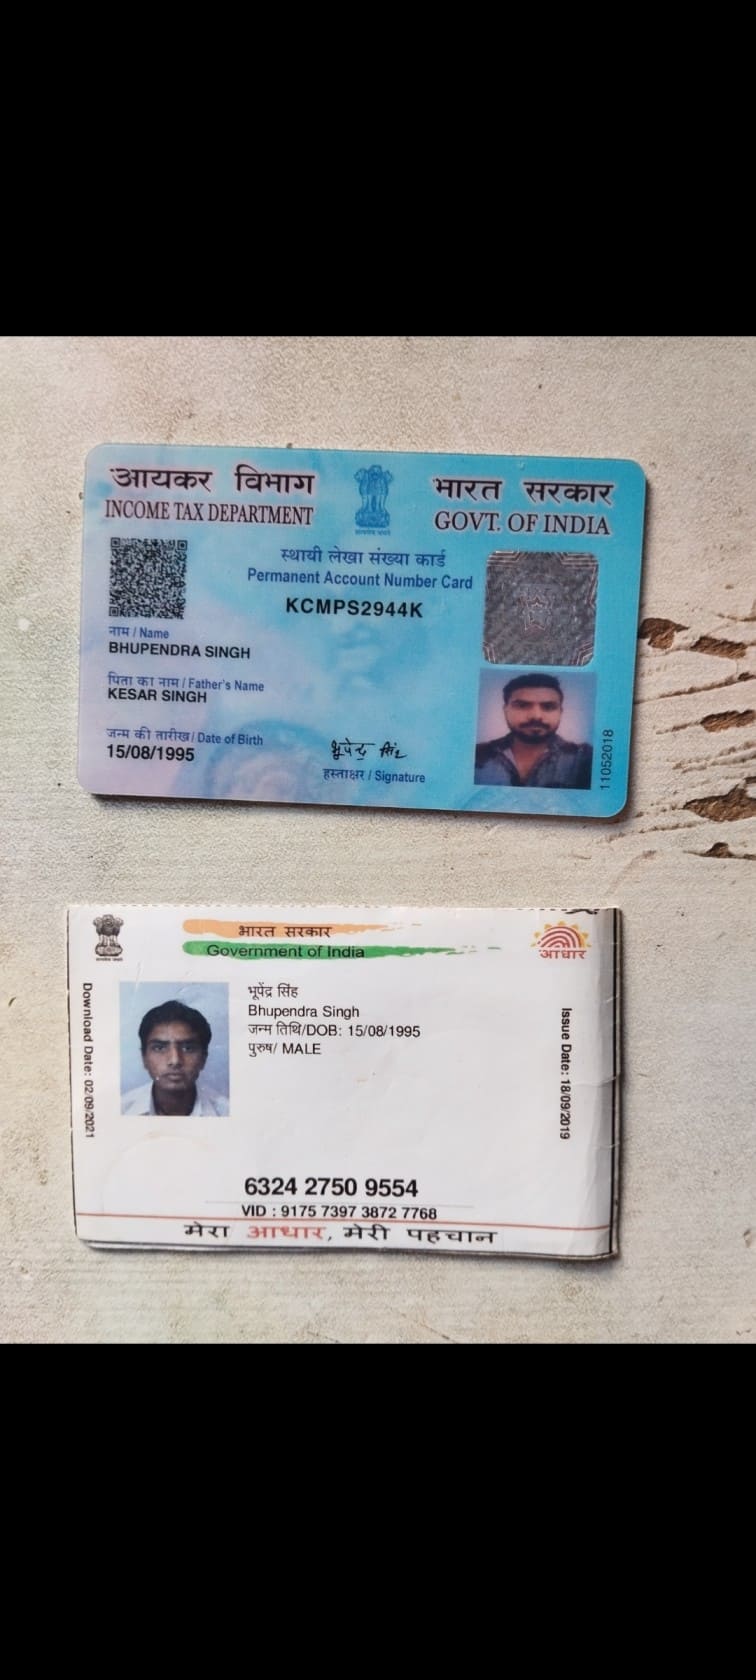 आयकर विभाग
INCOME TAX DEPARTMENT
भारत सरकार
GOVT. OF INDIA
स्थायी लेखा संख्या कार्ड
Permanent Account Number Card
KCMPS2944K
नाम / Name
BHUPENDRA SINGH
पिता का नाम / Father's Name
KESAR SINGH
जन्म की तारीख / Date of Birth
15/08/1995
भूपेन्द्र सिंह
हस्ताक्षर / Signature
11052018
भारत सरकार
Government of India
आधार
Download Date: 02/09/2021
भूपेंद्र सिंह
Bhupendra Singh
जन्म तिथि/DOB: 15/08/1995
पुरुष/ MALE
Issue Date: 18/09/2019
6324 2750 9554
VID : 9175 7397 3872 7768
मेरा आधार, मेरी पहचान